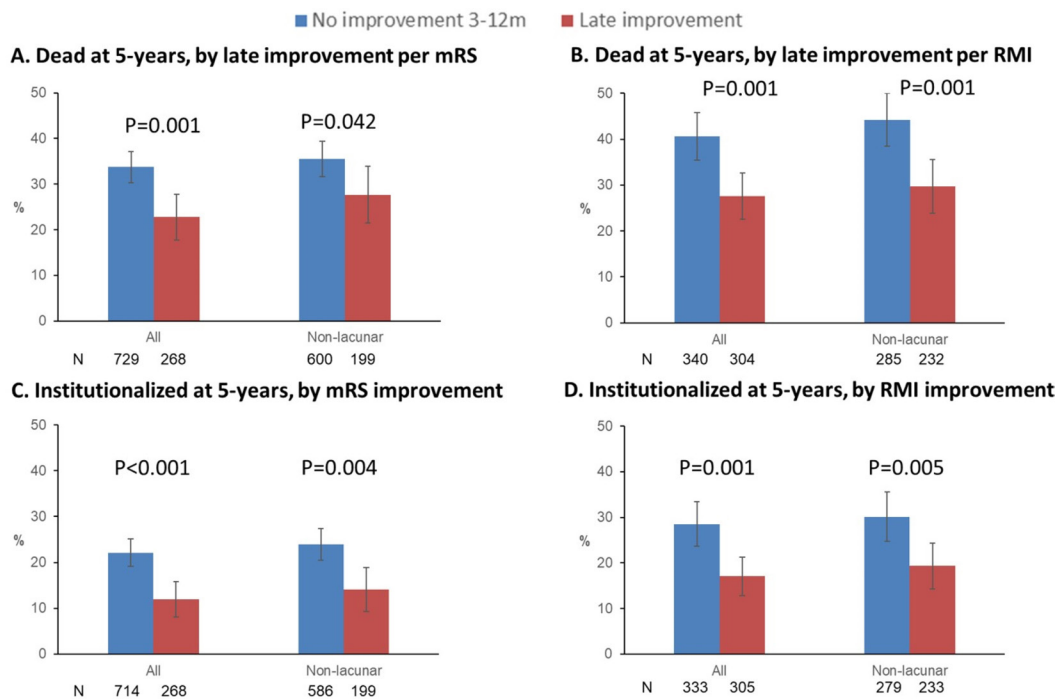 No improvement 3-12m Late improvement
A. Dead at 5-years, by late improvement per mRS
50
40
30
20
10
0
%
P=0.001
P=0.042
All
Non-lacunar
N 729 268 600 199
B. Dead at 5-years, by late improvement per RMI
50
40
30
20
10
0
%
P=0.001
P=0.001
All
Non-lacunar
N 340 304 285 232
C. Institutionalized at 5-years, by mRS improvement
50
40
30
20
10
0
%
P<0.001
P=0.004
All
Non-lacunar
N 714 268 586 199
D. Institutionalized at 5-years, by RMI improvement
50
40
30
20
10
0
%
P=0.001
P=0.005
All
Non-lacunar
N 333 305 279 233